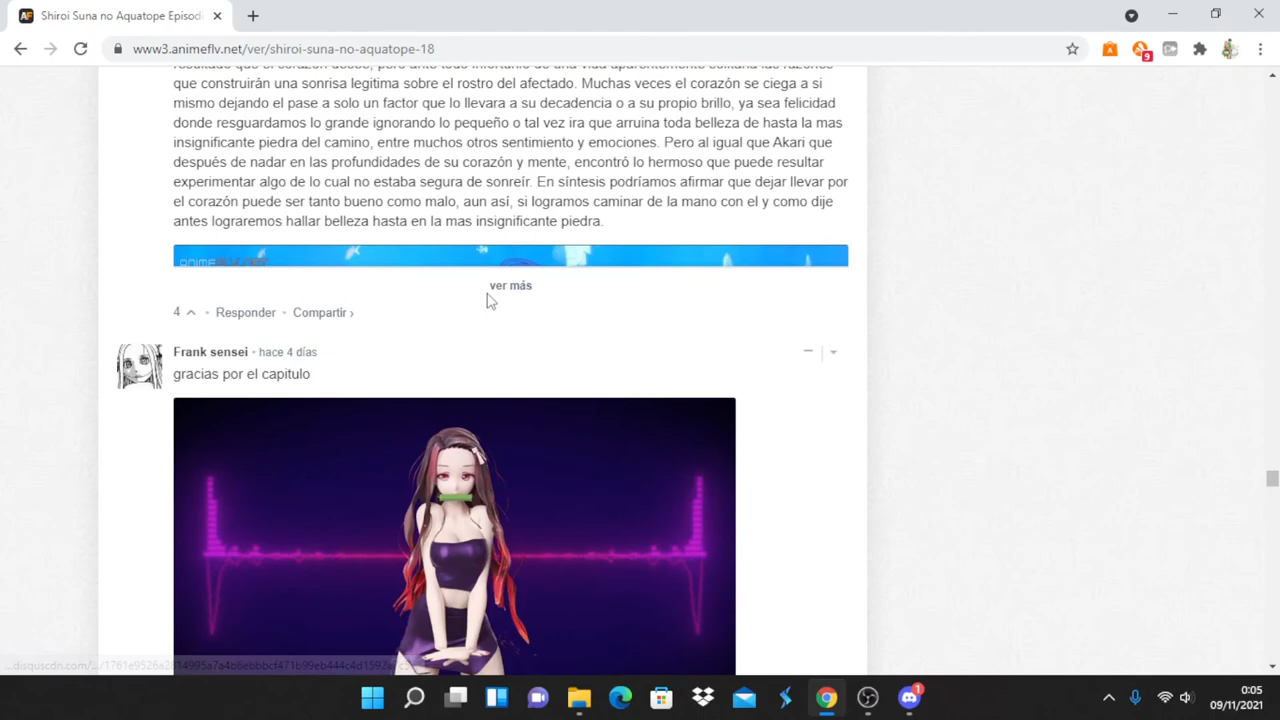 Shiroi Suna no Aquatope Episodi
www3.animeflv.net/ver/shiroi-suna-no-aquatope-18
9
que construirán una sonrisa legitima sobre el rostro del afectado. Muchas veces el corazón se ciega a si
mismo dejando el pase a solo un factor que lo llevara a su decadencia o a su propio brillo, ya sea felicidad
donde resguardamos lo grande ignorando lo pequeño o tal vez ira que arruina toda belleza de hasta la mas
insignificante piedra del camino, entre muchos otros sentimiento y emociones. Pero al igual que Akari que
después de nadar en las profundidades de su corazón y mente, encontró lo hermoso que puede resultar
experimentar algo de lo cual no estaba segura de sonreír. En síntesis podríamos afirmar que dejar llevar por
el corazón puede ser tanto bueno como malo, aun así, si logramos caminar de la mano con el y como dije
antes lograremos hallar belleza hasta en la mas insignificante piedra.
ver más
4 • Responder • Compartir ›
Frank sensei • hace 4 días
gracias por el capitulo
1
0:05
09/11/2021